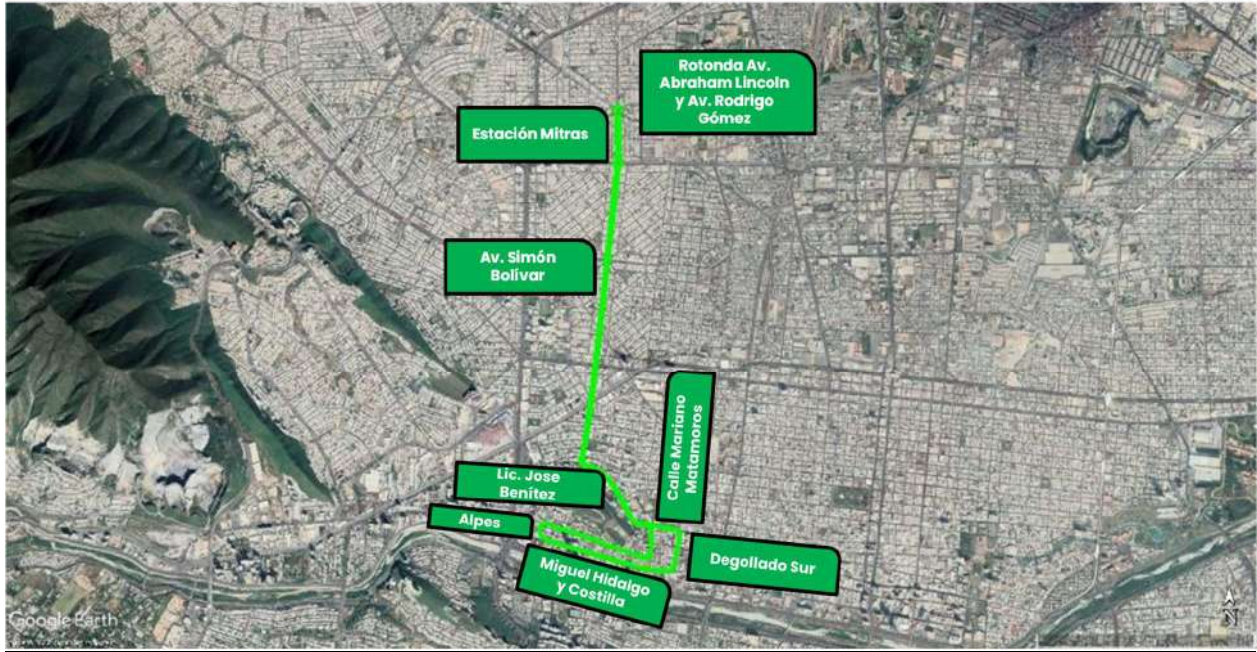 Rotonda Av.
Abraham Lincoln
y Av. Rodrigo
Gómez
Estación Mitras
Av. Simón
Bolívar
Calle Mariano
Matamoros
Lic. Jose
Benítez
Alpes
Miguel Hidalgo
y Costilla
Degollado Sur
Google Earth
N